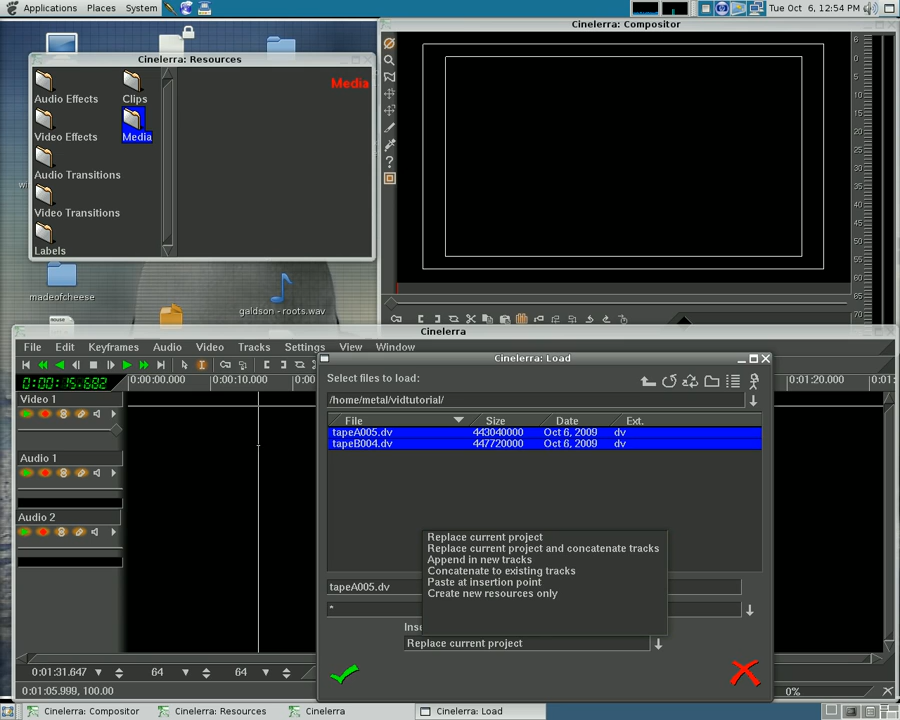 Applications Places System
Tue Oct 6, 12:54 PM
Cinelerra: Compositor
Cinelerra: Resources
Audio Effects
Clips
Media
Video Effects
Media
Audio Transitions
Video Transitions
Labels
madeofcheese
galdson - roots.wav
Cinelerra
File Edit Keyframes Audio Video Tracks Settings View Window
0:00:15.682
0:00:00.000 0:00:10.000 0:01:20.000
Video 1
Audio 1
Audio 2
Cinelerra: Load
Select files to load:
/home/metal/vidtutorial/
File Size Date Ext.
tapeA005.dv 443040000 Oct 6, 2009 dv
tapeB004.dv 447720000 Oct 6, 2009 dv
Replace current project
Replace current project and concatenate tracks
Append in new tracks
Concatenate to existing tracks
Paste at insertion point
Create new resources only
tapeA005.dv
*
Inse
Replace current project
0:01:31.647 64 64
0:01:05.999, 100.00
0%
Cinelerra: Compositor Cinelerra: Resources Cinelerra Cinelerra: Load